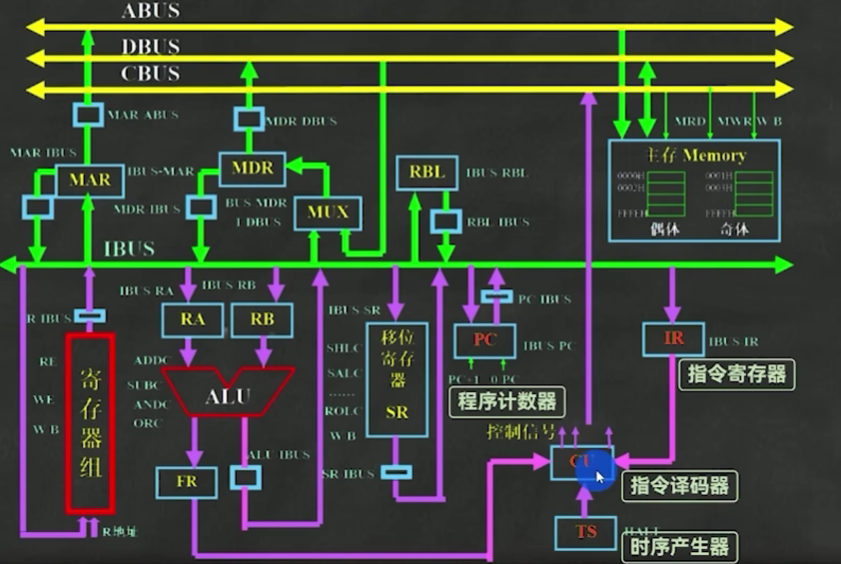 ABUS
DBUS
CBUS
MAR ABUS
MDR DBUS
MRD MWR W B
MAR IBUS
IBUS-MAR
MAR
MDR
RBL
IBUS RBL
主存 Memory
0000H
0001H
0002H
0003H
FFFEH
FFFFH
偶体
奇体
MDR IBUS
BUS MDR
MUX
RBL IBUS
IBUS
IBUS RA
IBUS RB
PC IBUS
R IBUS
RA
RB
IBUS SR
移位
寄存
器
SR
PC
IBUS PC
IR
IBUS IR
RE
WE
W B
寄
存
器
组
ADDC
SUBC
ANDC
ORC
ALU
SHLC
SALC
......
ROLC
W B
PC+1
指令寄存器
程序计数器
控制信号
CU
指令译码器
FR
ALU IBUS
SR IBUS
R地址
TS
HALT
时序产生器